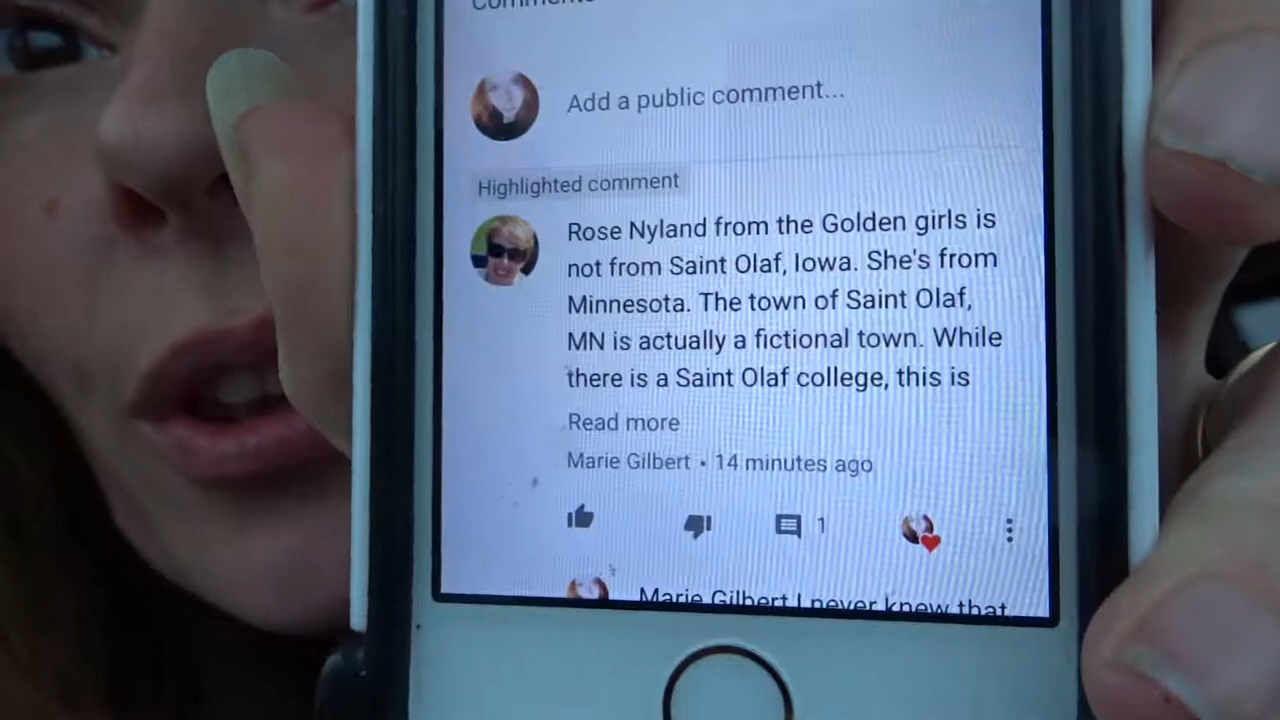 Comments
Add a public comment...
Highlighted comment
Rose Nyland from the Golden girls is
not from Saint Olaf, Iowa. She's from
Minnesota. The town of Saint Olaf,
MN is actually a fictional town. While
there is a Saint Olaf college, this is
Read more
Marie Gilbert • 14 minutes ago
1
Marie Gilbert I never knew that